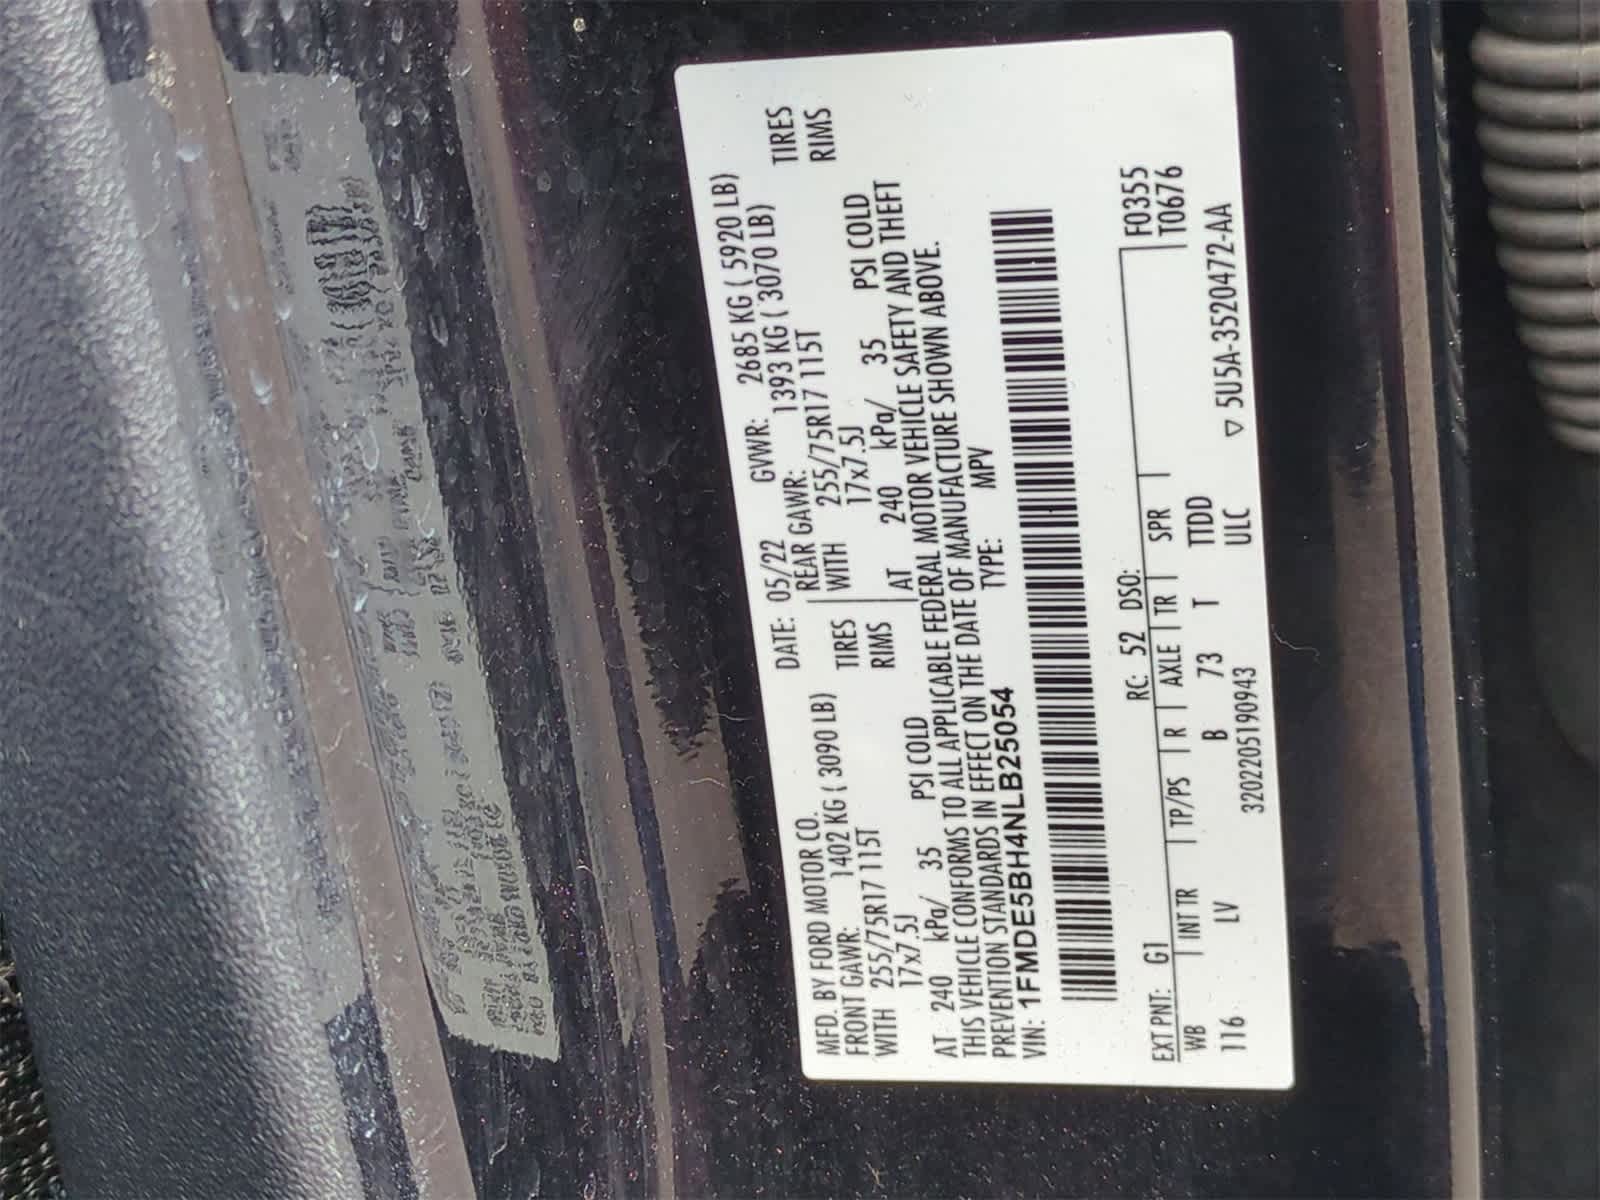 MFD. BY FORD MOTOR CO. DATE: 05/22 GVWR: 2685 KG ( 5920 LB)
FRONT GAWR: 1402 KG ( 3090 LB) REAR GAWR: 1393 KG ( 3070 LB)
WITH 255/75R17 115T TIRES WITH 255/75R17 115T TIRES
17x7.5J RIMS 17x7.5J RIMS
AT 240 kPa/ 35 PSI COLD AT 240 kPa/ 35 PSI COLD
THIS VEHICLE CONFORMS TO ALL APPLICABLE FEDERAL MOTOR VEHICLE SAFETY AND THEFT
PREVENTION STANDARDS IN EFFECT ON THE DATE OF MANUFACTURE SHOWN ABOVE.
VIN: 1FMDE5BH4NLB25054 TYPE: MPV
F0355
EXT PNT: G1 RC: 52 DSO: T0676
WB INT TR TP/PS R AXLE TR SPR
116 LV B 73 T TTDD
ULC ▽ 5U5A-3520472-AA
320220519​0943